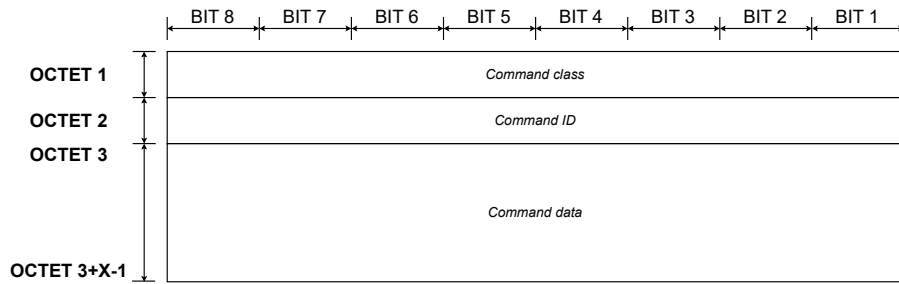 BIT 8 BIT 7 BIT 6 BIT 5 BIT 4 BIT 3 BIT 2 BIT 1
OCTET 1 Command class
OCTET 2 Command ID
OCTET 3
Command data
OCTET 3+X-1